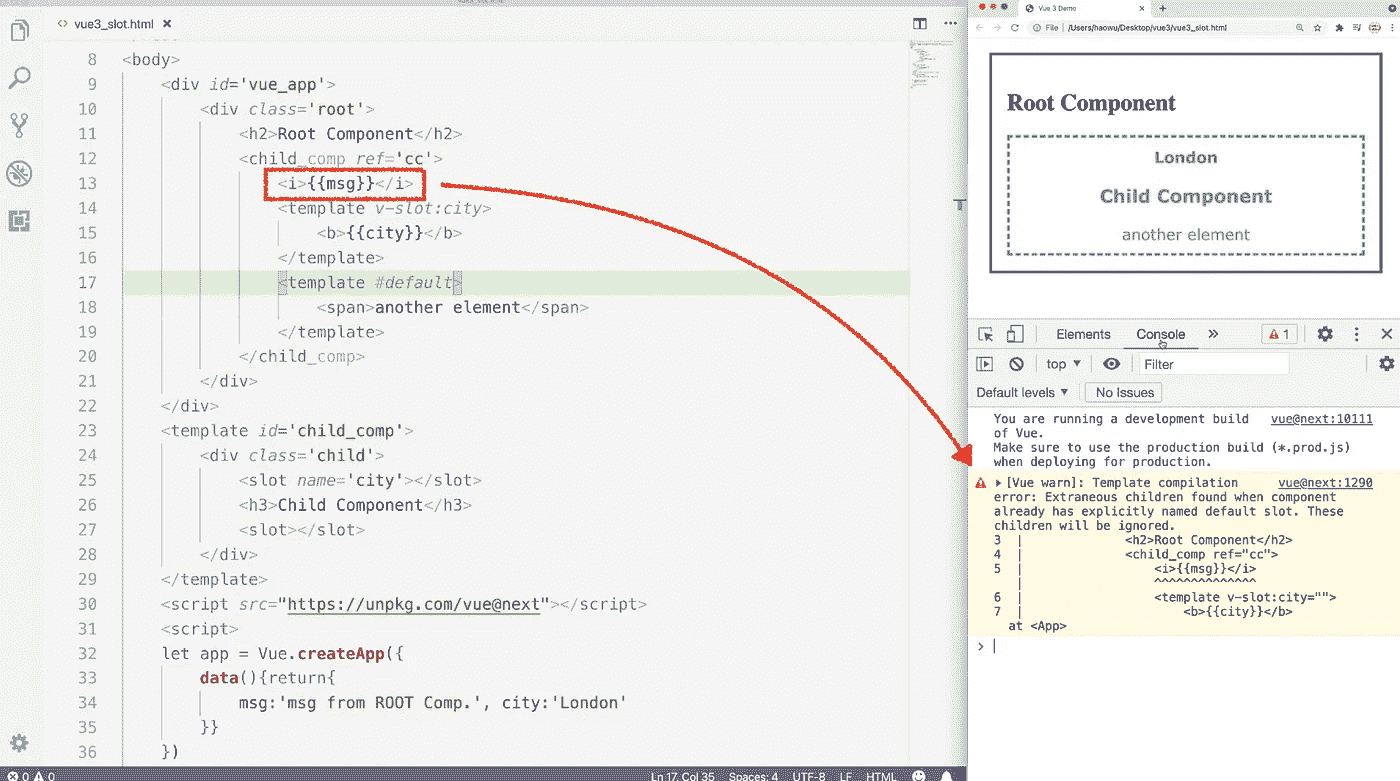 vue3_slot.html
8 <body>
9 <div id='vue_app'>
10 <div class='root'>
11 <h2>Root Component</h2>
12 <child_comp ref='cc'>
13 <i>{{msg}}</i>
14 <template v-slot:city>
15 <b>{{city}}</b>
16 </template>
17 <template #default>
18 <span>another element</span>
19 </template>
20 </child_comp>
21 </div>
22 </div>
23 <template id='child_comp'>
24 <div class='child'>
25 <slot name='city'></slot>
26 <h3>Child Component</h3>
27 <slot></slot>
28 </div>
29 </template>
30 <script src="https://unpkg.com/vue@next"></script>
31 <script>
32 let app = Vue.createApp({
33 data(){return{
34 msg:'msg from ROOT Comp.', city:'London'
35 }}
36 })
0 0 Ln 17, Col 35 Spaces: 4 UTF-8 LF HTML
Vue 3 Demo
File /Users/haowu/Desktop/vue3/vue3_slot.html
Root Component
London
Child Component
another element
Elements Console 1
top Filter
Default levels No Issues
You are running a development build vue@next:10111
of Vue.
Make sure to use the production build (*.prod.js)
when deploying for production.
[Vue warn]: Template compilation vue@next:1290
error: Extraneous children found when component
already has explicitly named default slot. These
children will be ignored.
3 | <h2>Root Component</h2>
4 | <child_comp ref="cc">
5 | <i>{{msg}}</i>
| ^^^^^^^^^^^^^^
6 | <template v-slot:city="">
7 | <b>{{city}}</b>
at <App>